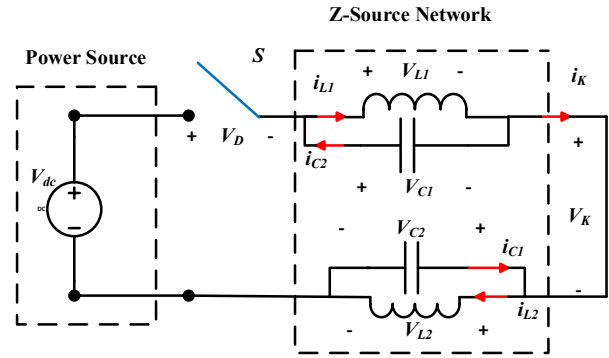 Z-Source Network
Power Source
S
i_L1
+ V_L1 -
i_K
+ V_D -
i_C2
+ V_C1 -
+
V_dc
DC
+
-
- V_C2 +
V_K
i_C1
-
i_L2
- V_L2 +